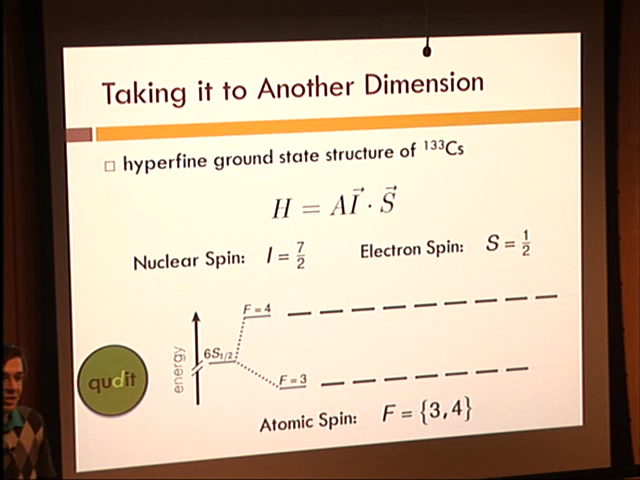 Taking it to Another Dimension
□ hyperfine ground state structure of ¹³³Cs
H = AI⃗ · S⃗
Nuclear Spin: I = 7/2 Electron Spin: S = 1/2
F = 4
6S₁/₂
energy
qudit
F = 3
Atomic Spin: F = {3, 4}